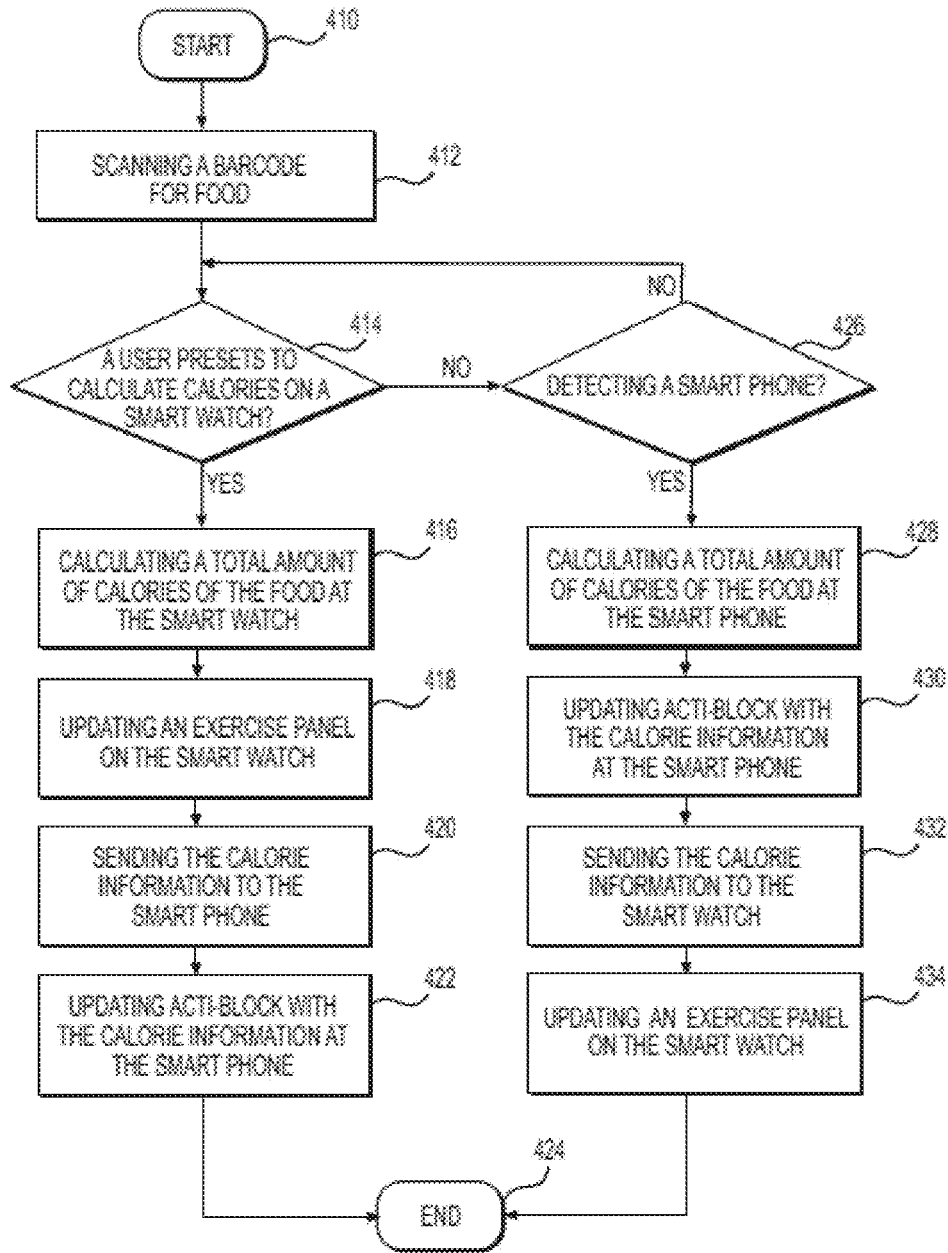 START
410
SCANNING A BARCODE
FOR FOOD
412
NO
A USER PRESETS TO
CALCULATE CALORIES ON A
SMART WATCH?
414
NO
DETECTING A SMART PHONE?
426
YES
YES
CALCULATING A TOTAL AMOUNT
OF CALORIES OF THE FOOD AT
THE SMART WATCH
416
CALCULATING A TOTAL AMOUNT
OF CALORIES OF THE FOOD AT
THE SMART PHONE
428
UPDATING AN EXERCISE PANEL
ON THE SMART WATCH
418
UPDATING ACTI-BLOCK WITH
THE CALORIE INFORMATION
AT THE SMART PHONE
430
SENDING THE CALORIE
INFORMATION TO THE
SMART PHONE
420
SENDING THE CALORIE
INFORMATION TO THE
SMART WATCH
432
UPDATING ACTI-BLOCK WITH
THE CALORIE INFORMATION AT
THE SMART PHONE
422
UPDATING AN EXERCISE PANEL
ON THE SMART WATCH
434
END
424